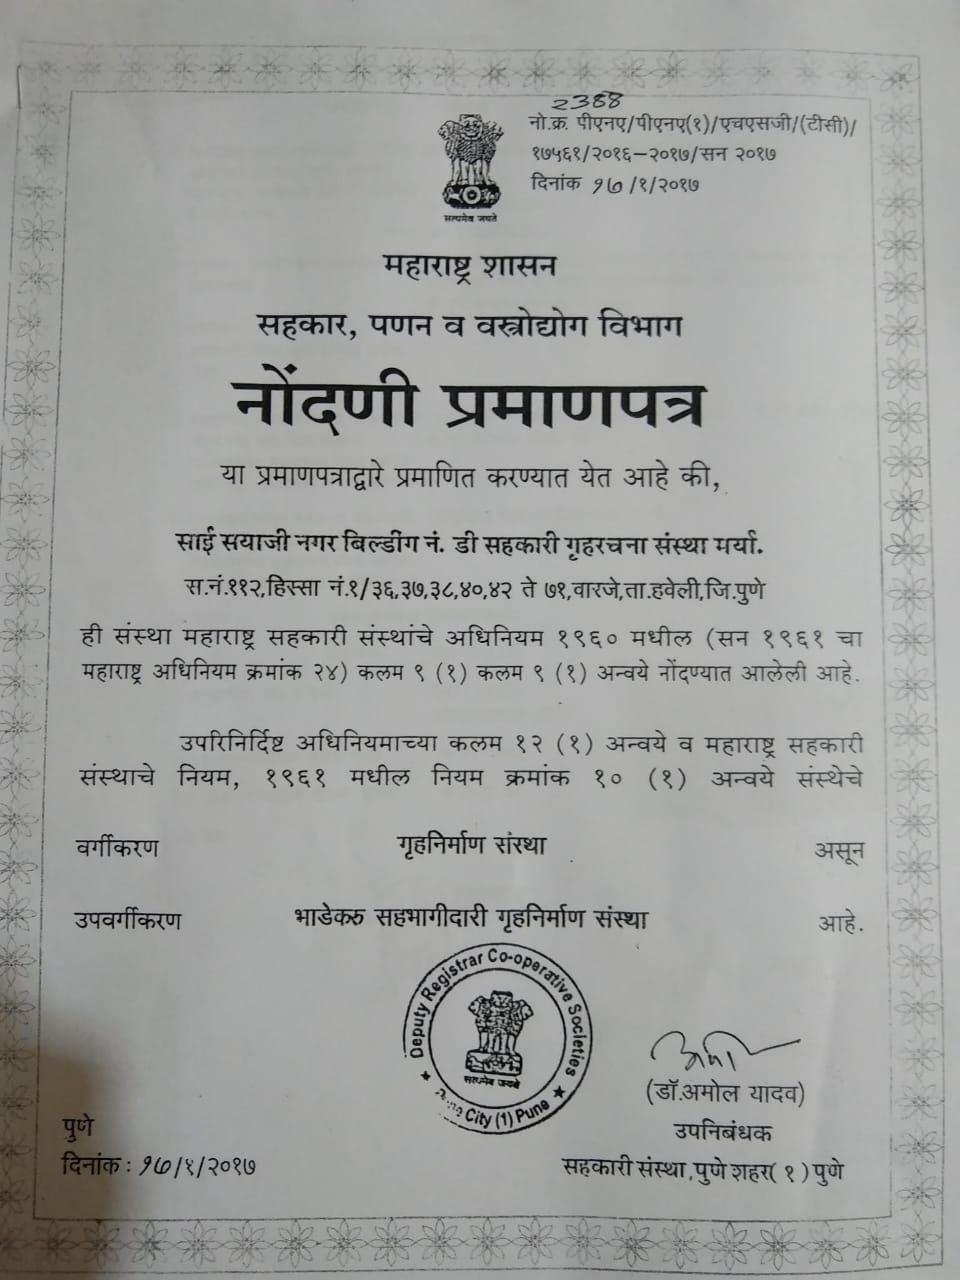 2388
नो.क्र. पीएनए/पीएनए(१)/एचएसजी/(टीसी)/
१७५६१/२०१६–२०१७/सन २०१७
दिनांक १७/१/२०१७
सत्यमेव जयते
महाराष्ट्र शासन
सहकार, पणन व वस्त्रोद्योग विभाग
नोंदणी प्रमाणपत्र
या प्रमाणपत्राद्वारे प्रमाणित करण्यात येत आहे की,
साई सयाजी नगर बिल्डींग नं. डी सहकारी गृहरचना संस्था मर्या.
स.नं.११२,हिस्सा नं.१/३६,३७,३८,४०,४२ ते ७१,वारजे,ता.हवेली,जि.पुणे
ही संस्था महाराष्ट्र सहकारी संस्थांचे अधिनियम १९६० मधील (सन १९६१ चा
महाराष्ट्र अधिनियम क्रमांक २४) कलम ९ (१) कलम ९ (१) अन्वये नोंदण्यात आलेली आहे.
उपरिनिर्दिष्ट अधिनियमाच्या कलम १२ (१) अन्वये व महाराष्ट्र सहकारी
संस्थाचे नियम, १९६१ मधील नियम क्रमांक १० (१) अन्वये संस्थेचे
वर्गीकरण गृहनिर्माण संस्था असून
उपवर्गीकरण भाडेकरु सहभागीदारी गृहनिर्माण संस्था आहे.
Deputy Registrar Co-operative Societies
सत्यमेव जयते
★ Pune City (1) Pune ★
(डॉ.अमोल यादव)
पुणे
उपनिबंधक
दिनांक : १७/१/२०१७
सहकारी संस्था,पुणे शहर( १ ) पुणे